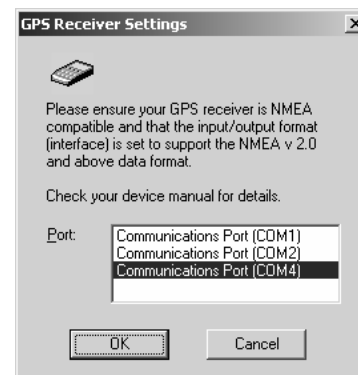 GPS Receiver Settings
Please ensure your GPS receiver is NMEA
compatible and that the input/output format
(interface) is set to support the NMEA v 2.0
and above data format.
Check your device manual for details.
Port:
Communications Port (COM1)
Communications Port (COM2)
Communications Port (COM4)
OK
Cancel